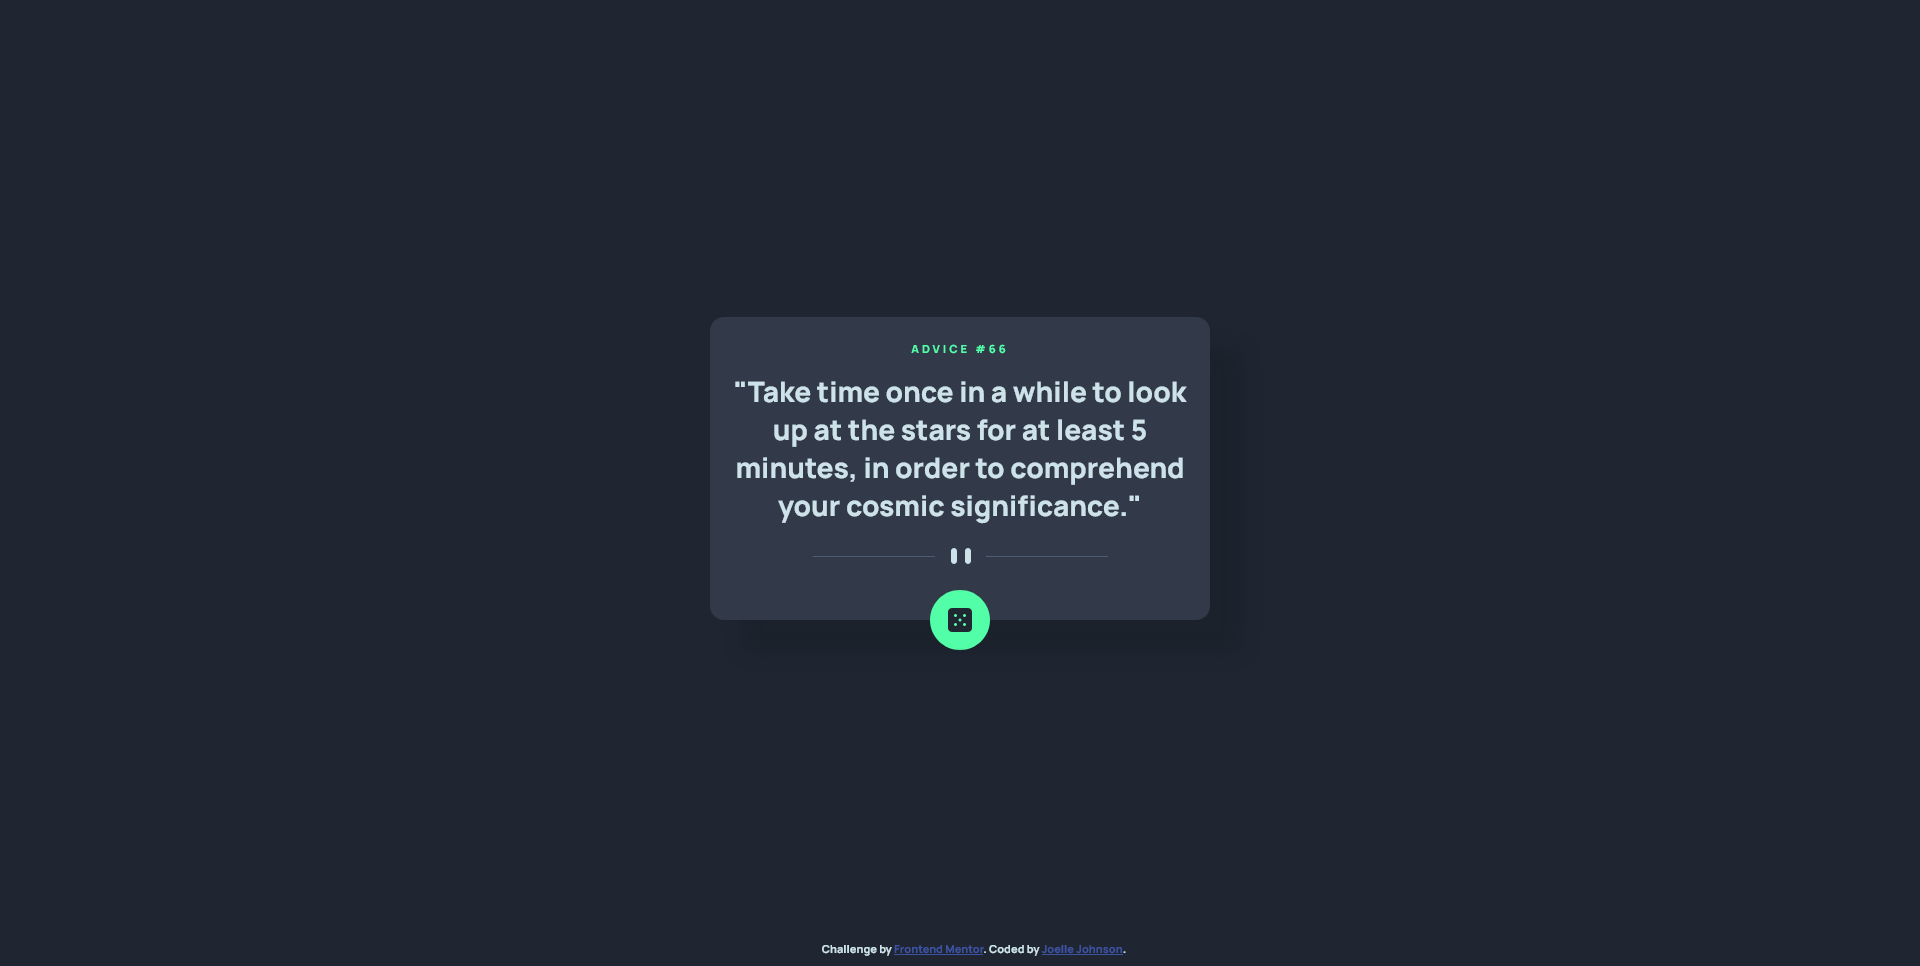 ADVICE #66
"Take time once in a while to look
up at the stars for at least 5
minutes, in order to comprehend
your cosmic significance."
Challenge by Frontend Mentor. Coded by Joelle Johnson.